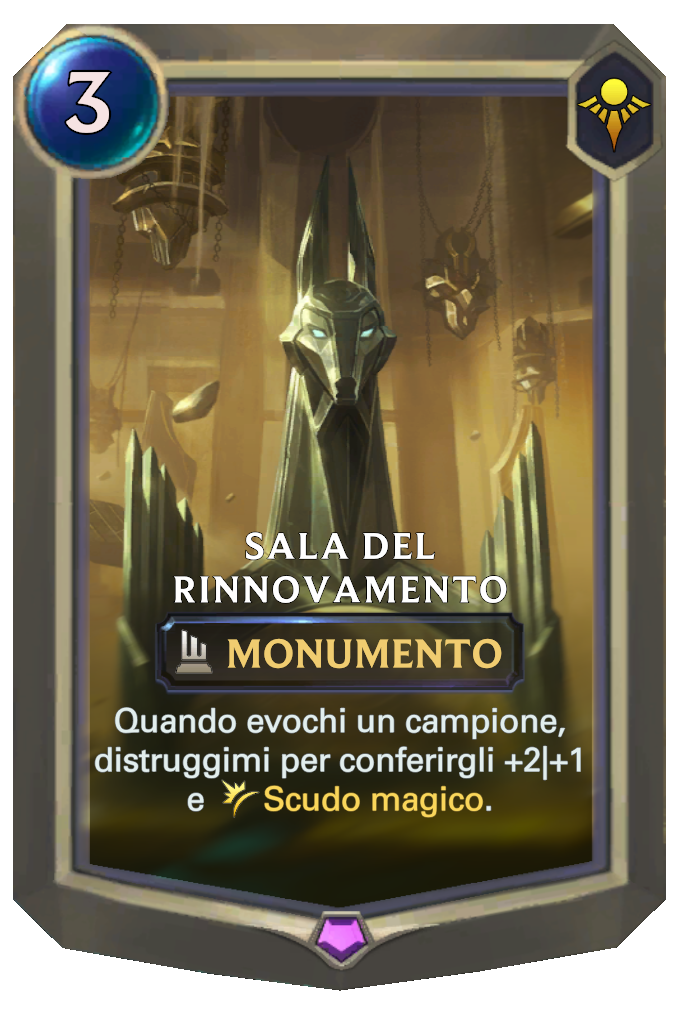 3
SALA DEL
RINNOVAMENTO
MONUMENTO
Quando evochi un campione,
distruggimi per conferirgli +2|+1
e Scudo magico.